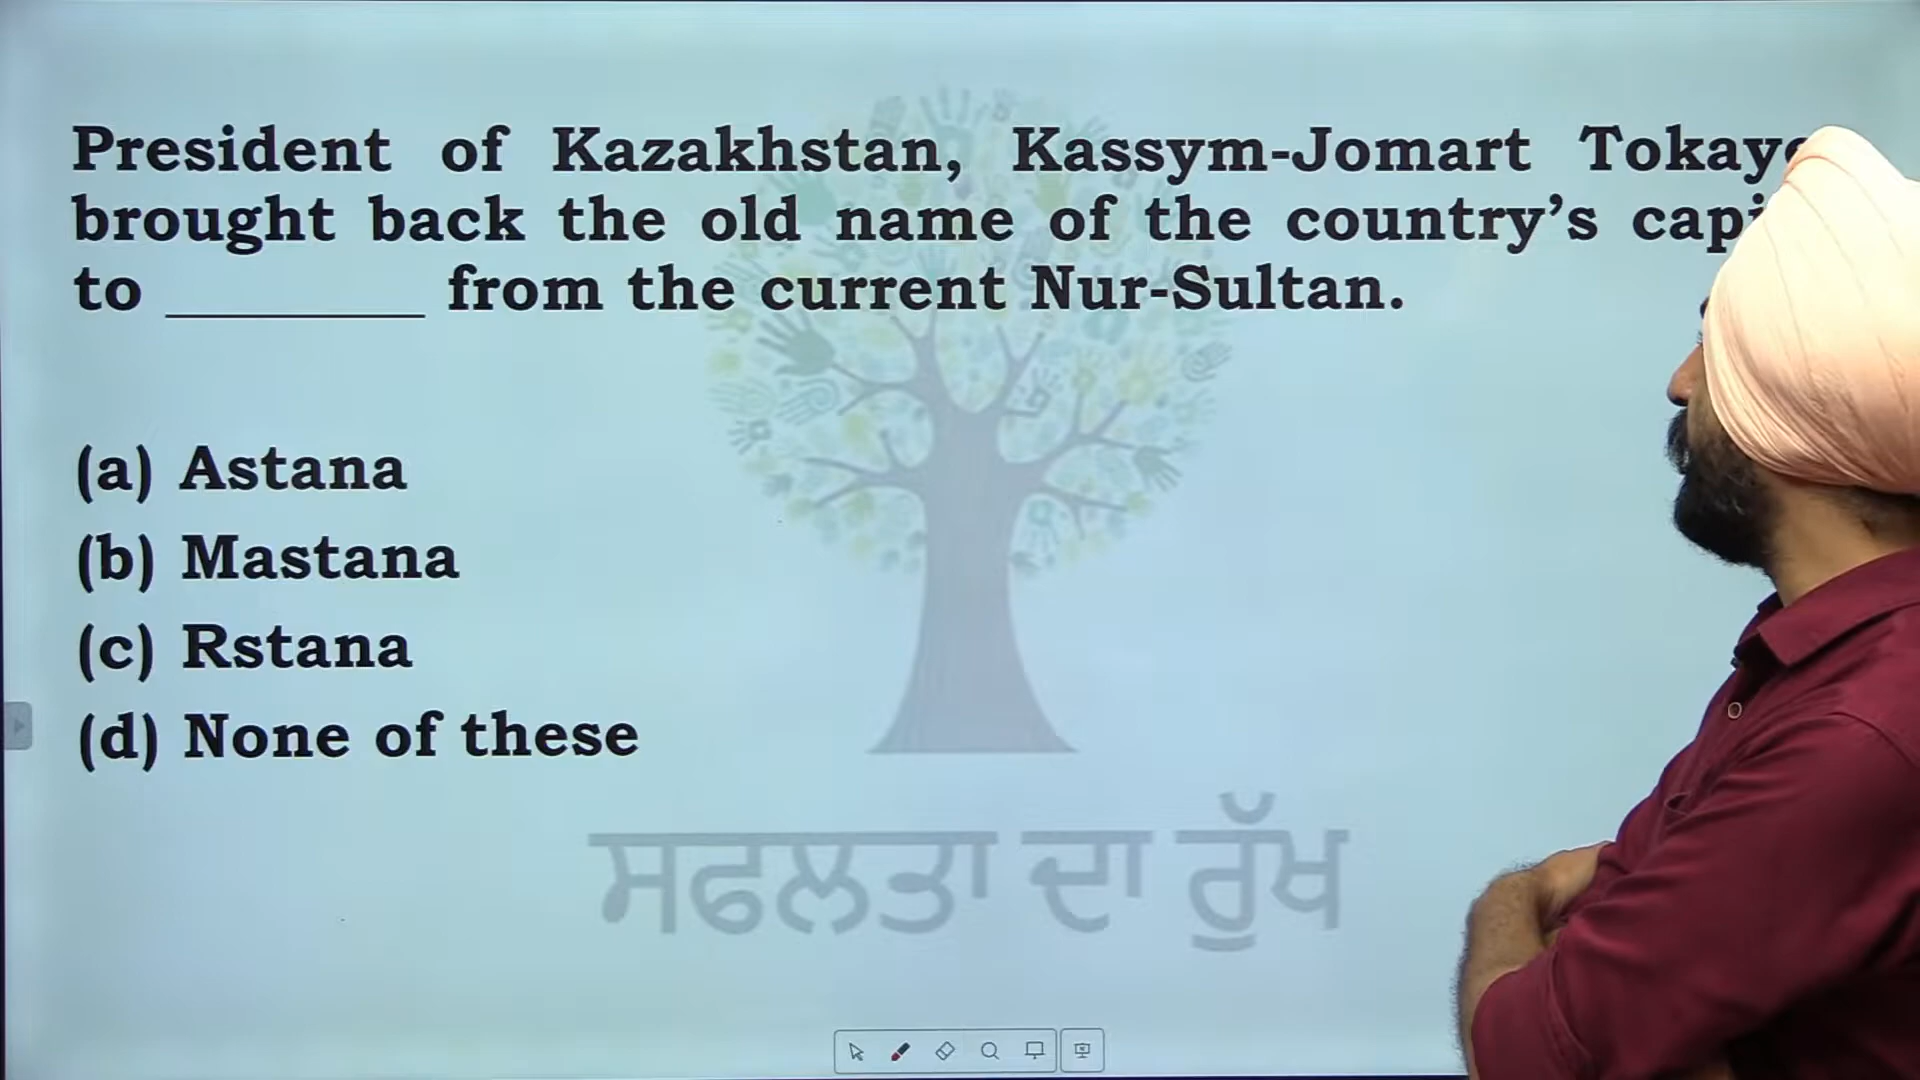 President of Kazakhstan, Kassym-Jomart
brought back the old name of the country's
to ________ from the current Nur-Sultan.
(a) Astana
(b) Mastana
(c) Rstana
(d) None of these
ਸਫਲਤਾ ਦਾ ਰੁੱਖ